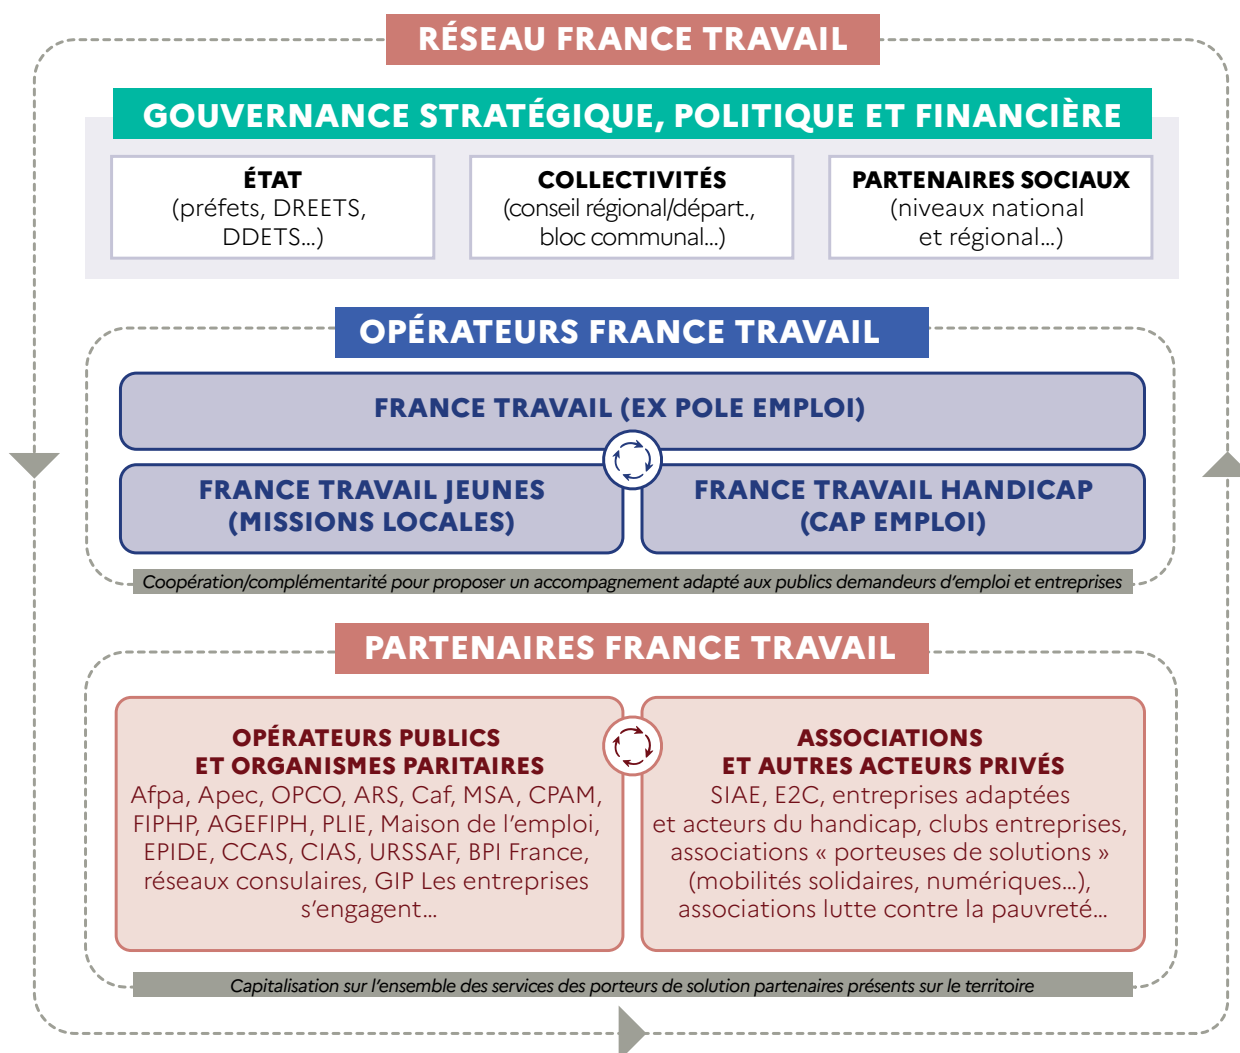 RÉSEAU FRANCE TRAVAIL
GOUVERNANCE STRATÉGIQUE, POLITIQUE ET FINANCIÈRE
ÉTAT
(préfets, DREETS,
DDETS…)
COLLECTIVITÉS
(conseil régional/départ.,
bloc communal…)
PARTENAIRES SOCIAUX
(niveaux national
et régional…)
OPÉRATEURS FRANCE TRAVAIL
FRANCE TRAVAIL (EX POLE EMPLOI)
FRANCE TRAVAIL JEUNES
(MISSIONS LOCALES)
FRANCE TRAVAIL HANDICAP
(CAP EMPLOI)
Coopération/complémentarité pour proposer un accompagnement adapté aux publics demandeurs d’emploi et entreprises
PARTENAIRES FRANCE TRAVAIL
OPÉRATEURS PUBLICS
ET ORGANISMES PARITAIRES
Afpa, Apec, OPCO, ARS, Caf, MSA, CPAM,
FIPHP, AGEFIPH, PLIE, Maison de l’emploi,
EPIDE, CCAS, CIAS, URSSAF, BPI France,
réseaux consulaires, GIP Les entreprises
s’engagent…
ASSOCIATIONS
ET AUTRES ACTEURS PRIVÉS
SIAE, E2C, entreprises adaptées
et acteurs du handicap, clubs entreprises,
associations « porteuses de solutions »
(mobilités solidaires, numériques…),
associations lutte contre la pauvreté…
Capitalisation sur l’ensemble des services des porteurs de solution partenaires présents sur le territoire